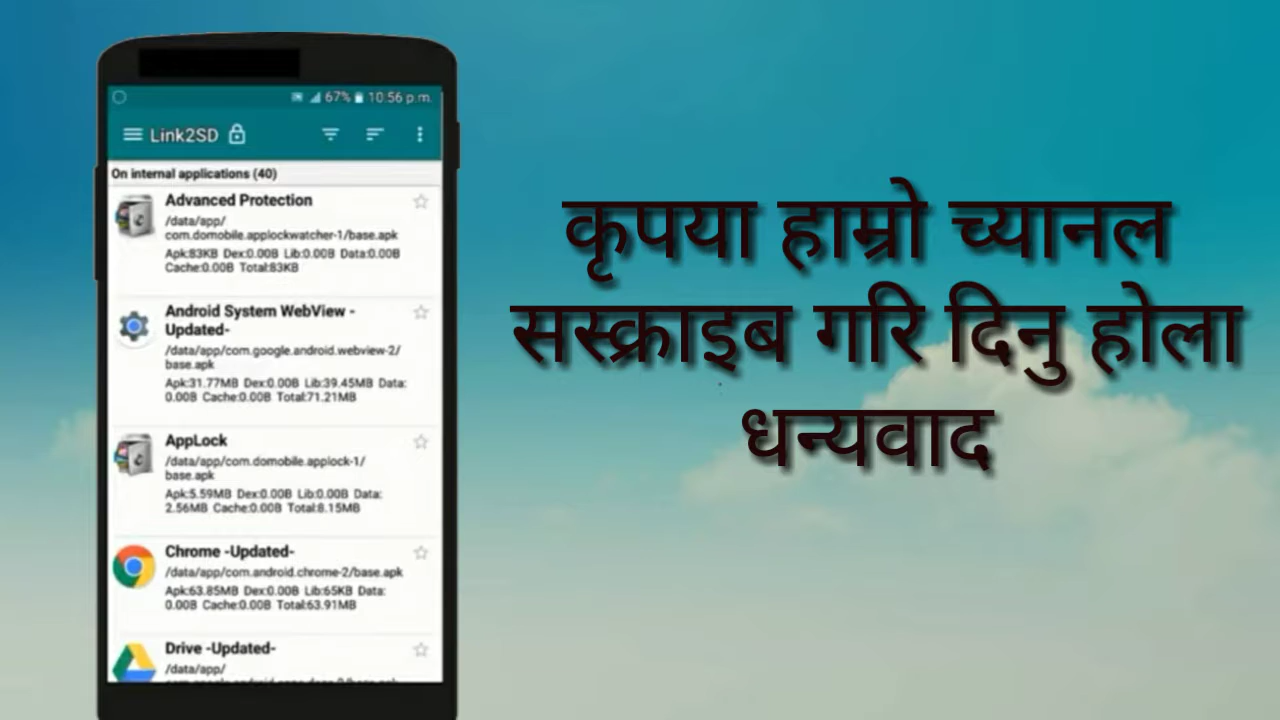 67% 10:56 p.m.
Link2SD
On internal applications (40)
Advanced Protection
/data/app/
com.domobile.applockwatcher-1/base.apk
Apk:83KB Dex:0.00B Lib:0.00B Data:0.00B
Cache:0.00B Total:83KB
Android System WebView -
Updated-
/data/app/com.google.android.webview-2/
base.apk
Apk:31.77MB Dex:0.00B Lib:39.45MB Data:
0.00B Cache:0.00B Total:71.21MB
AppLock
/data/app/com.domobile.applock-1/
base.apk
Apk:5.59MB Dex:0.00B Lib:0.00B Data:
2.56MB Cache:0.00B Total:8.15MB
Chrome -Updated-
/data/app/com.android.chrome-2/base.apk
Apk:63.85MB Dex:0.00B Lib:65KB Data:
0.00B Cache:0.00B Total:63.91MB
Drive -Updated-
/data/app/
कृपया हाम्रो च्यानल
सस्क्राइब गरि दिनु होला
धन्यवाद